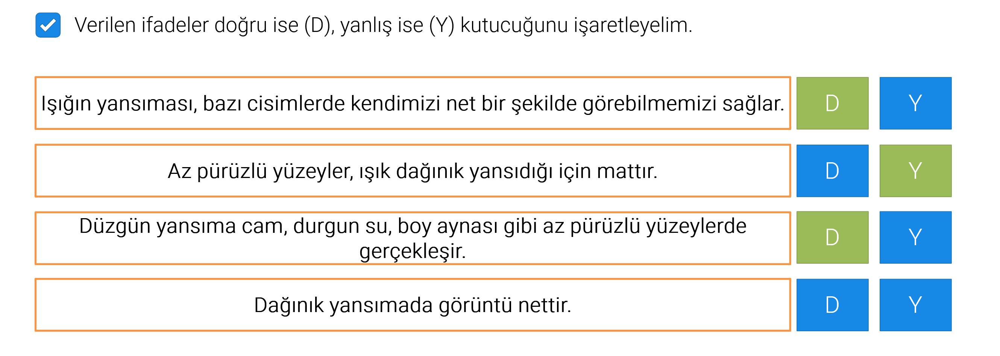 Verilen ifadeler doğru ise (D), yanlış ise (Y) kutucuğunu işaretleyelim.
Işığın yansıması, bazı cisimlerde kendimizi net bir şekilde görebilmemizi sağlar. D Y
Az pürüzlü yüzeyler, ışık dağınık yansıdığı için mattır. D Y
Düzgün yansıma cam, durgun su, boy aynası gibi az pürüzlü yüzeylerde
gerçekleşir. D Y
Dağınık yansımada görüntü nettir. D Y